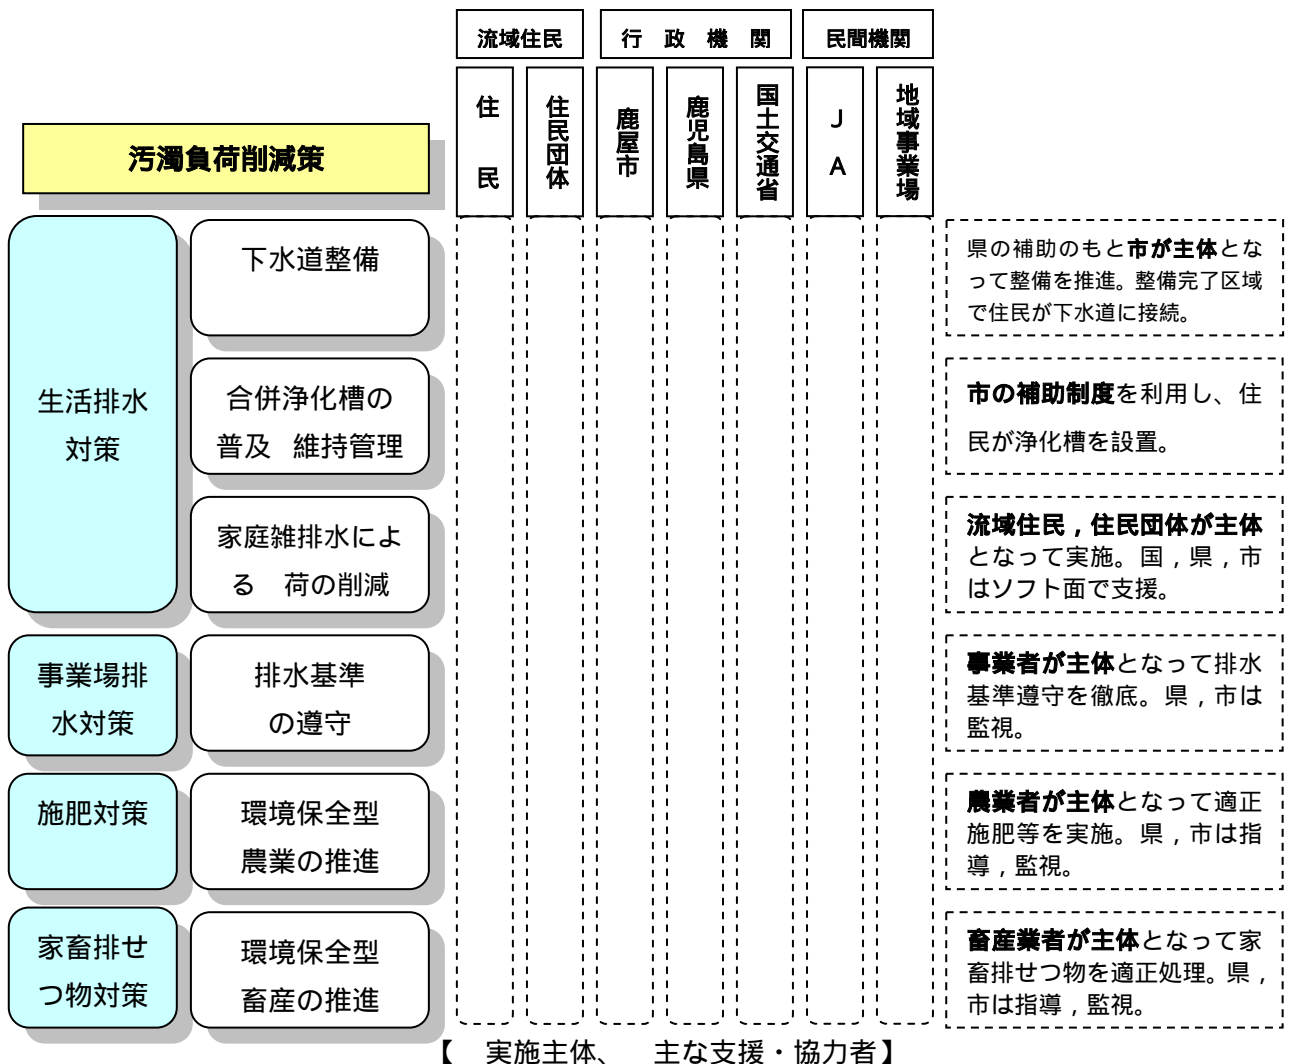 流域住民
行 政 機 関
民間機関
住民
住民団体
鹿屋市
鹿児島県
国土交通省
ＪＡ
地域事業場
汚濁負荷削減策
生活排水
対策
下水道整備
県の補助のもと市が主体とな
って整備を推進。整備完了区域
で住民が下水道に接続。
合併浄化槽の
普及 維持管理
市の補助制度を利用し、住
民が浄化槽を設置。
家庭雑排水によ
る 荷の削減
流域住民，住民団体が主体
となって実施。国，県，市
はソフト面で支援。
事業場排
水対策
排水基準
の遵守
事業者が主体となって排水
基準遵守を徹底。県，市は
監視。
施肥対策
環境保全型
農業の推進
農業者が主体となって適正
施肥等を実施。県，市は指
導，監視。
家畜排せ
つ物対策
環境保全型
畜産の推進
畜産業者が主体となって家
畜排せつ物を適正処理。県，
市は指導，監視。
【 実施主体、 主な支援・協力者】